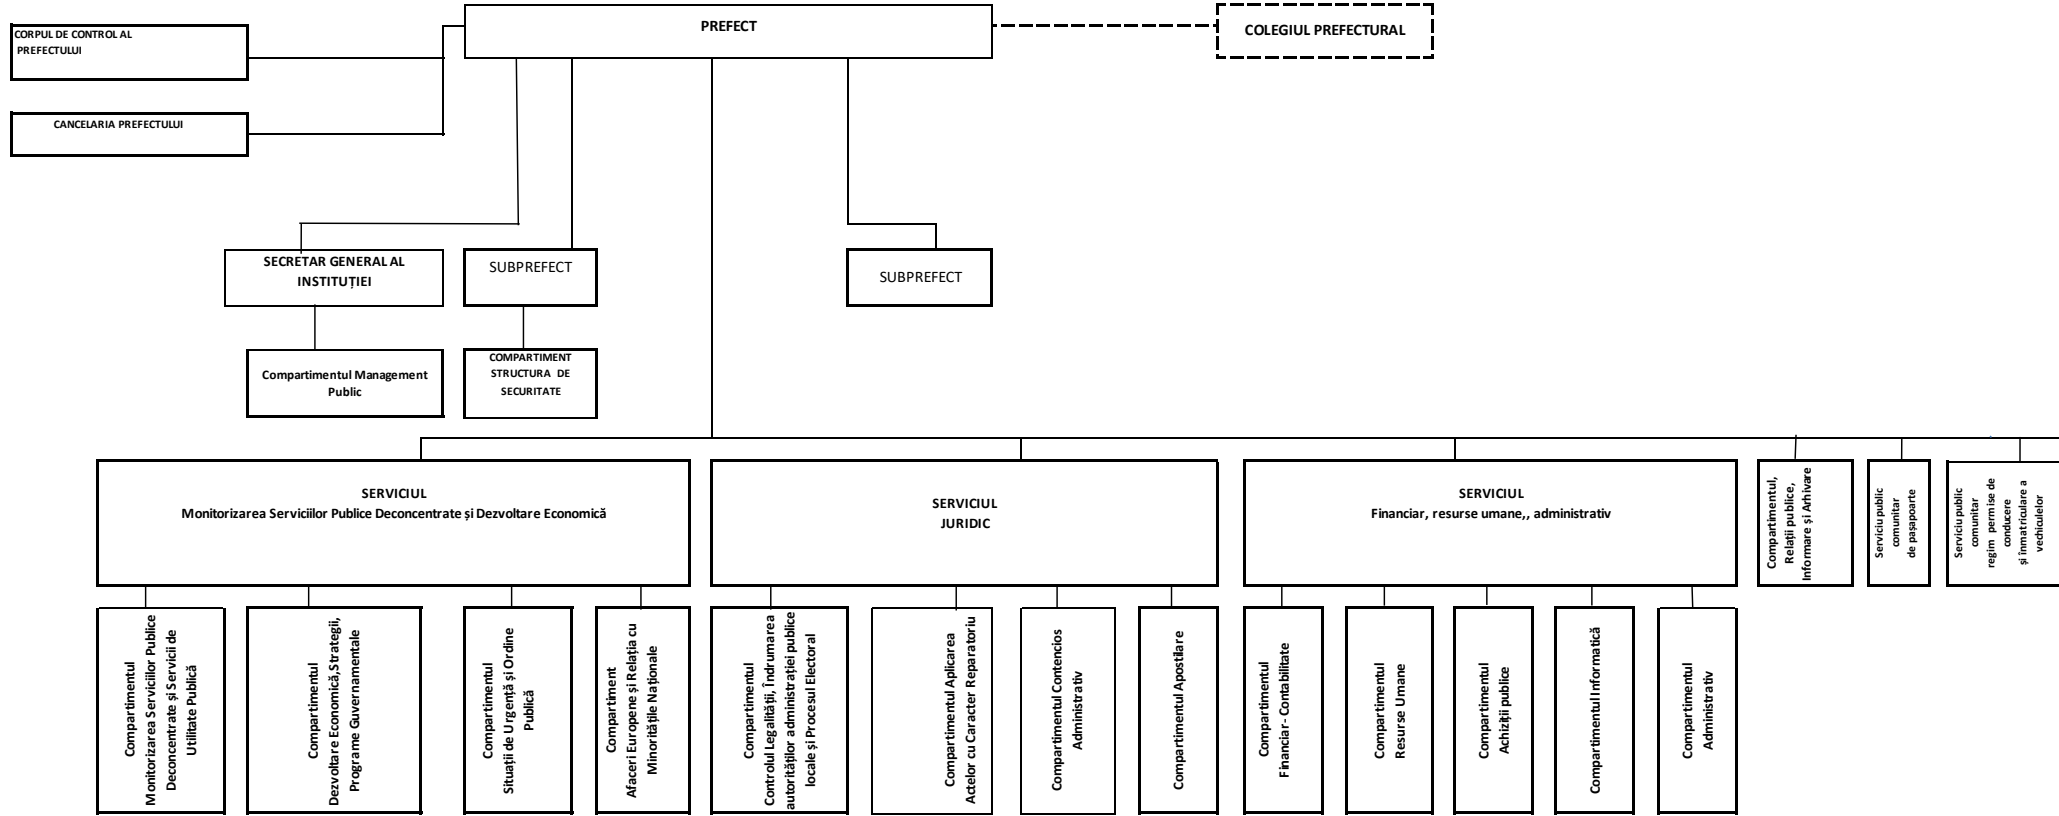 CORPUL DE CONTROL AL
PREFECTULUI
PREFECT
COLEGIUL PREFECTURAL
CANCELARIA PREFECTULUI
SECRETAR GENERAL AL
INSTITUȚIEI
SUBPREFECT
SUBPREFECT
Compartimentul Management
Public
COMPARTIMENT
STRUCTURA DE
SECURITATE
SERVICIUL
Monitorizarea Serviciilor Publice Deconcentrate și Dezvoltare Economică
SERVICIUL
JURIDIC
SERVICIUL
Financiar, resurse umane,, administrativ
Compartimentul,
Relații publice,
Informare și Arhivare
Serviciu public
comunitar
de pașapoarte
Serviciu public
comunitar
regim permise de
conducere
și înmatriculare a
vechiculelor
Compartimentul
Monitorizarea Serviciilor Publice
Deconcentrate și Servicii de
Utilitate Publică
Compartimentul
Dezvoltare Economică,Strategii,
Programe Guvernamentale
Compartimentul
Situații de Urgență și Ordine
Publică
Compartiment
Afaceri Europene și Relația cu
Minoritățile Naționale
Compartimentul
Controlul Legalității, Îndrumarea
autorităților administrației publice
locale și Procesul Electoral
Compartimentul Aplicarea
Actelor cu Caracter Reparatoriu
Compartimentul Contencios
Administrativ
Compartimentul Apostilare
Compartimentul
Financiar- Contabilitate
Compartimentul
Resurse Umane
Compartimentul
Achiziții publice
Compartimentul Informatică
Compartimentul
Administrativ